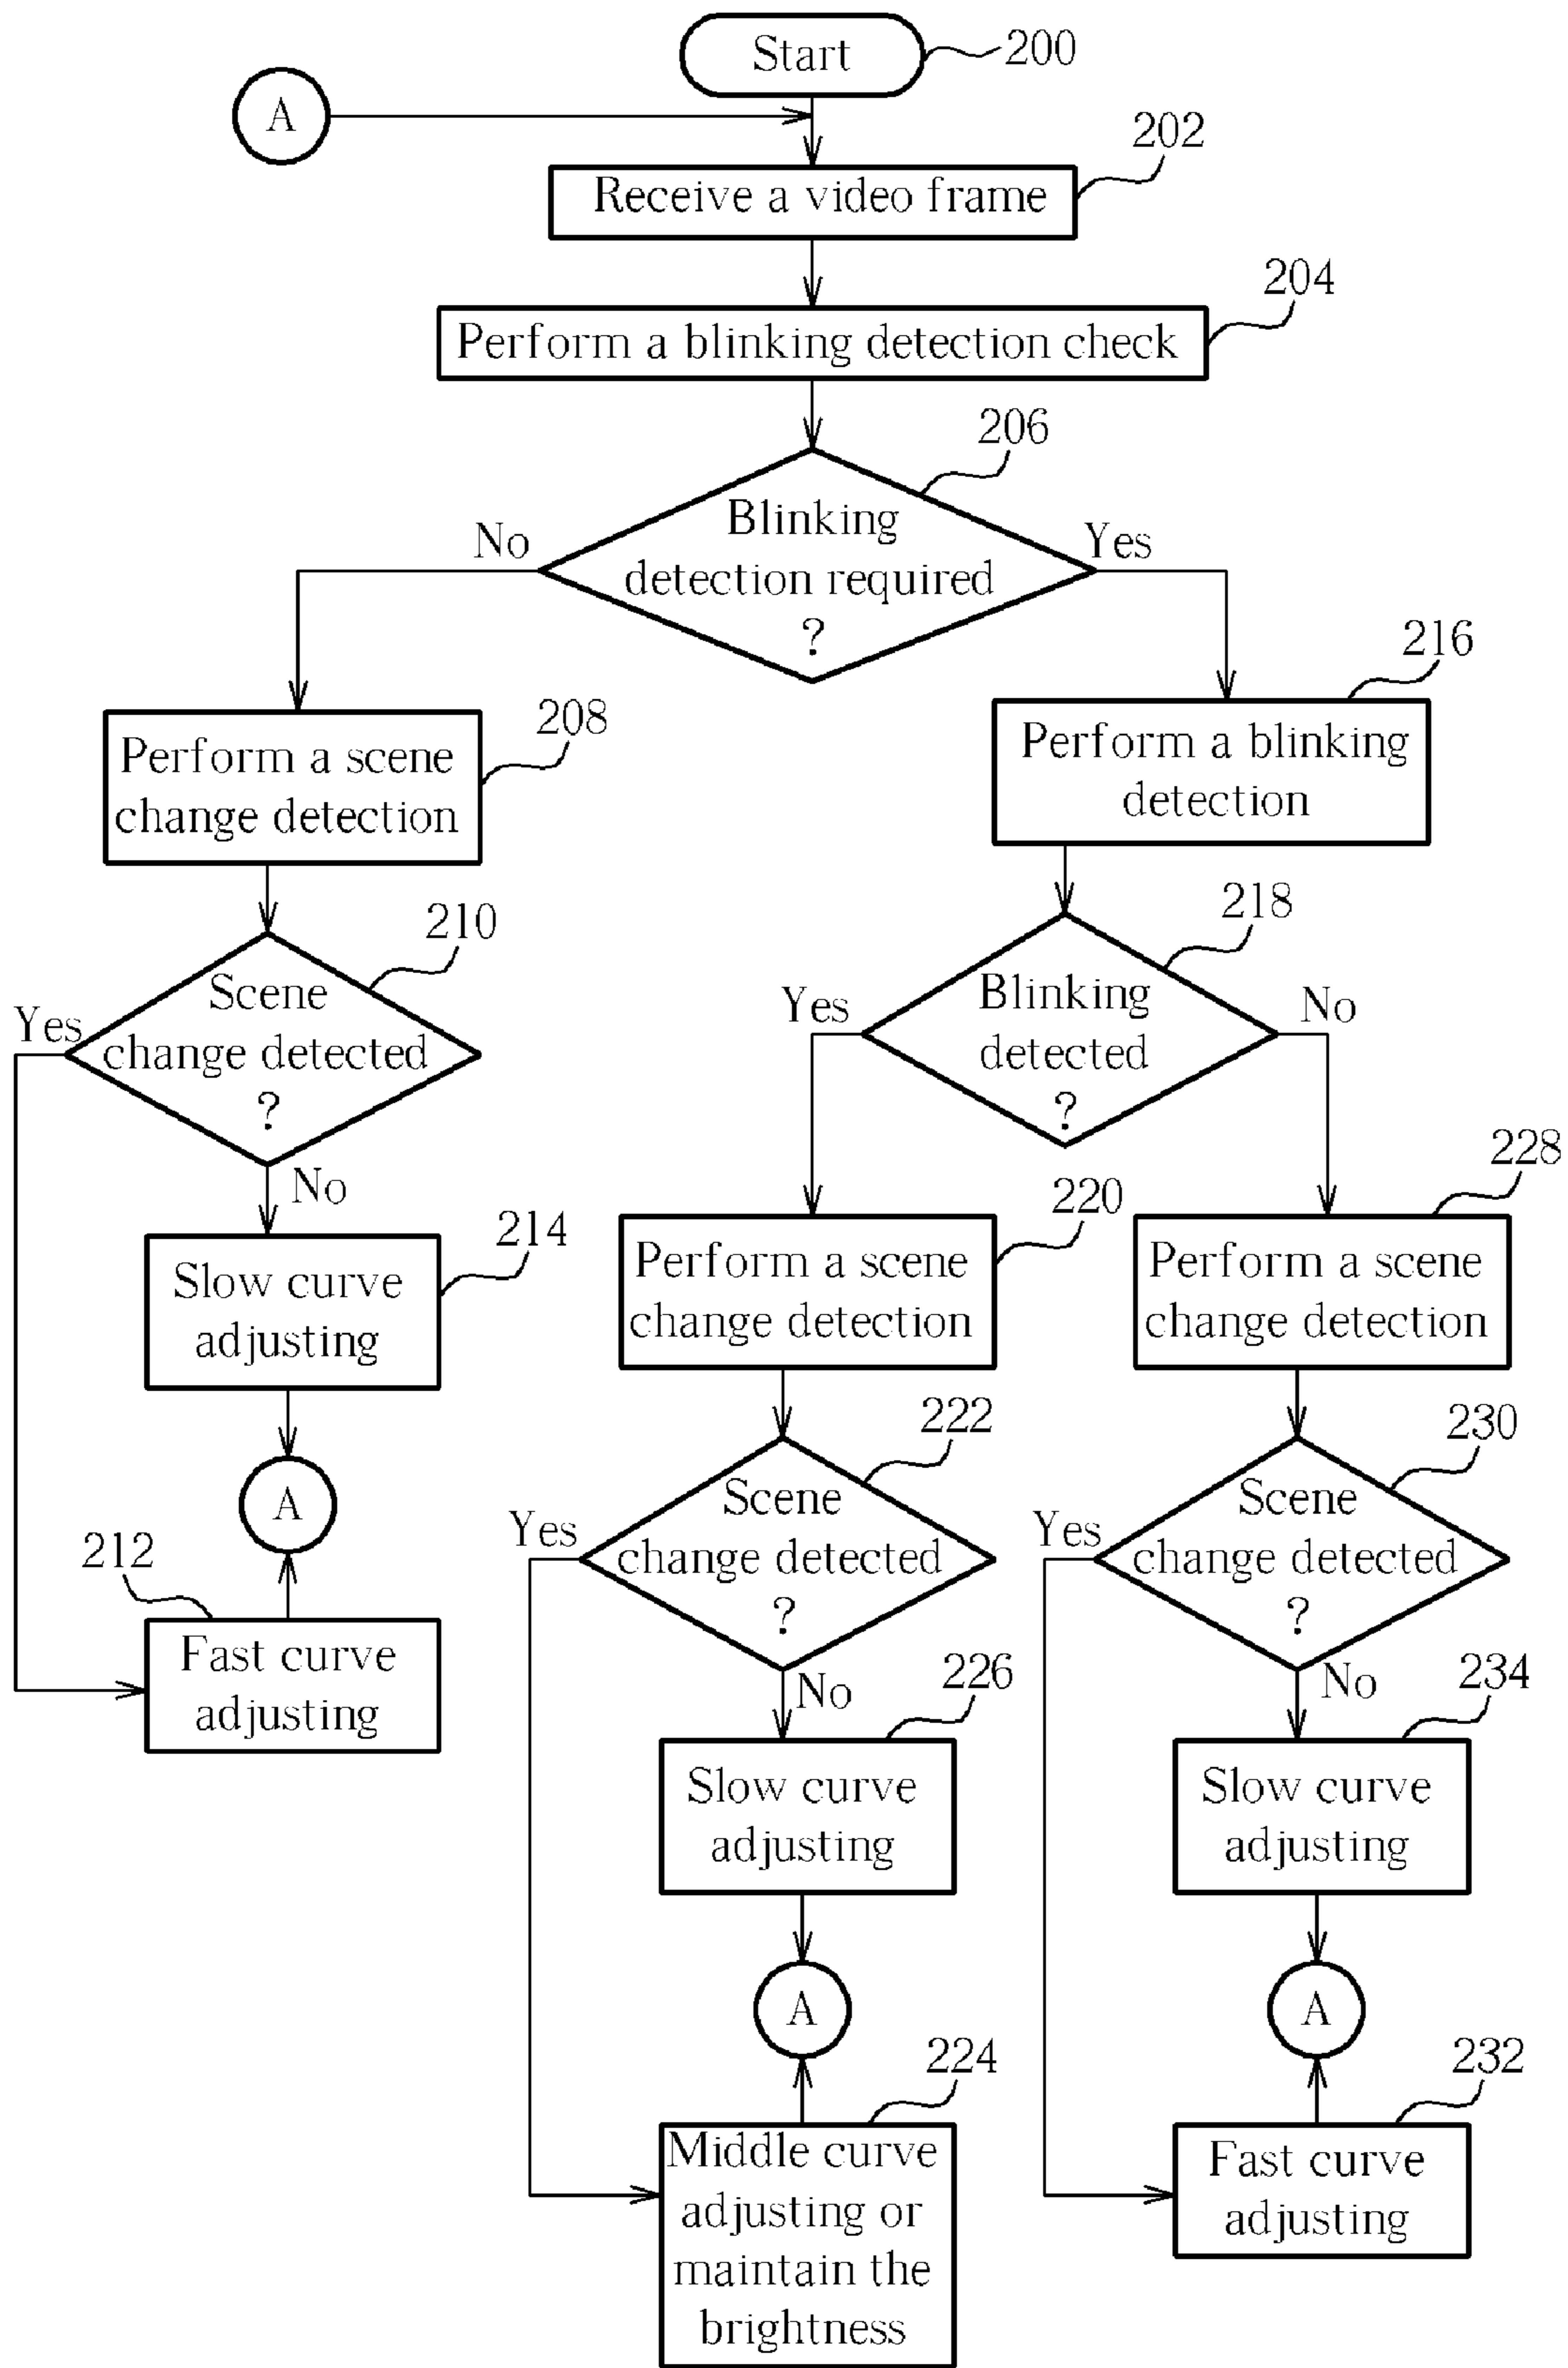 Start
200
A
202
Receive a video frame
204
Perform a blinking detection check
206
Blinking
detection required
?
No
Yes
208
Perform a scene
change detection
216
Perform a blinking
detection
210
Scene
change detected
?
Yes
No
218
Blinking
detected
?
Yes
No
214
Slow curve
adjusting
A
212
Fast curve
adjusting
220
Perform a scene
change detection
228
Perform a scene
change detection
222
Scene
change detected
?
Yes
No
230
Scene
change detected
?
Yes
No
226
Slow curve
adjusting
234
Slow curve
adjusting
A
A
224
Middle curve
adjusting or
maintain the
brightness
232
Fast curve
adjusting